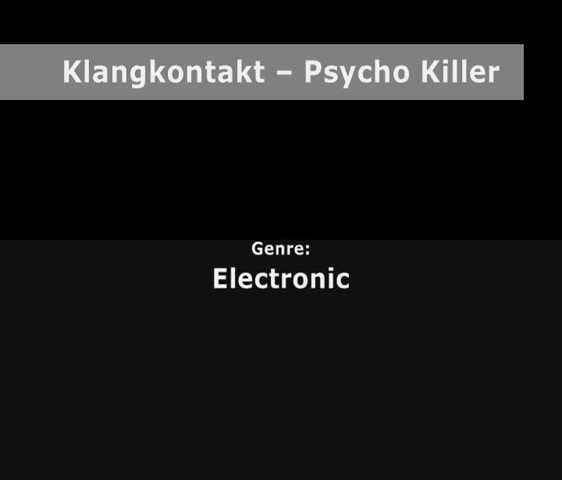 Klangkontakt – Psycho Killer
Genre:
Electronic